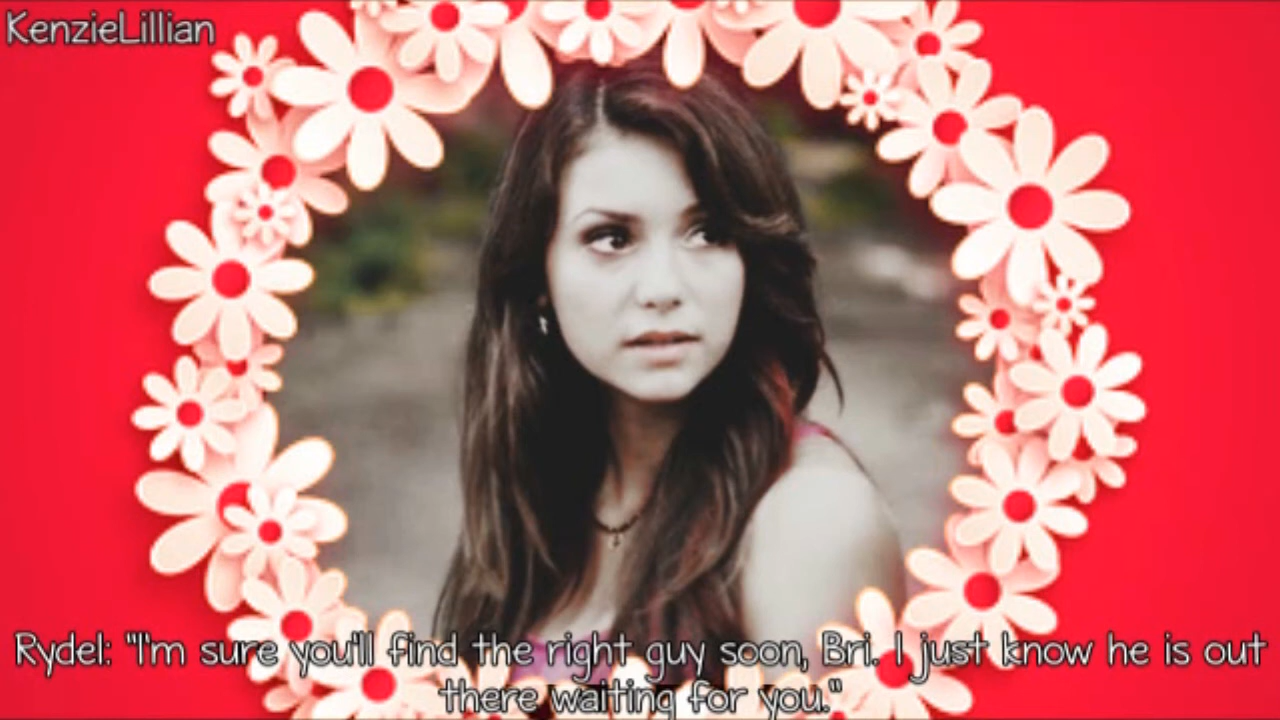 KenzieLillian
Rydel: "I'm sure you'll find the right guy soon, Bri. I just know he is out
there waiting for you."